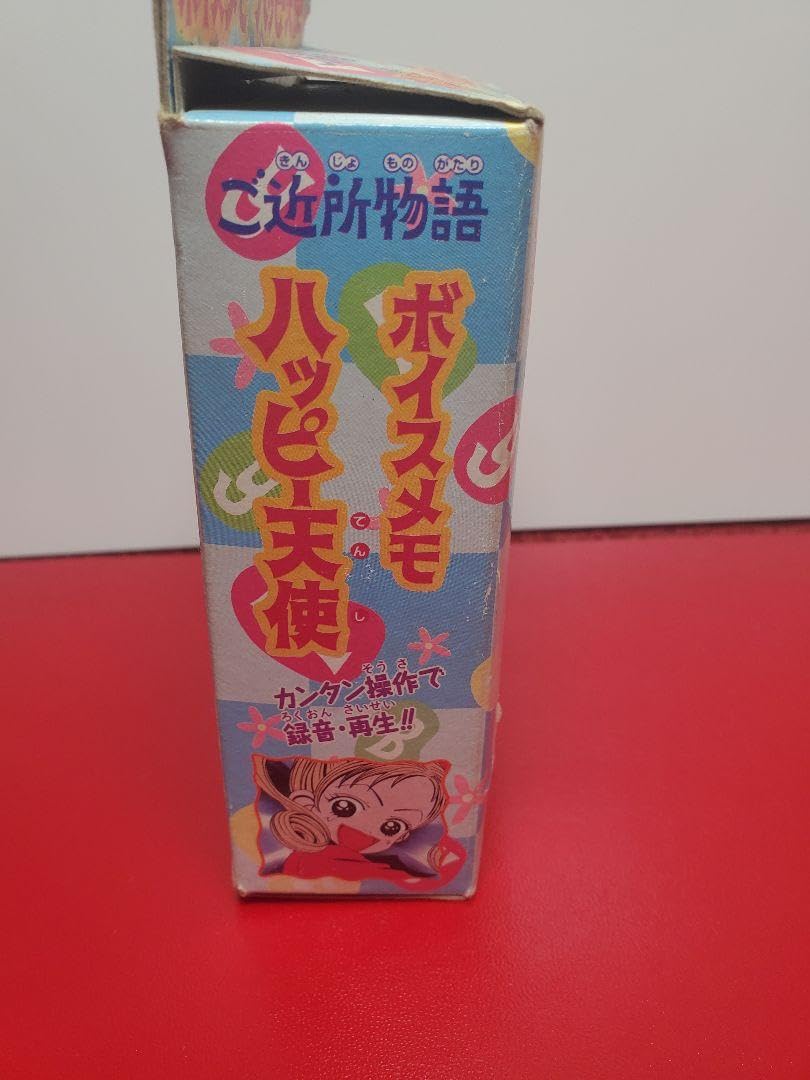 ご近所物語
きんじょものがたり
ボイスメモ
ハッピー天使
てんし
カンタン操作で
そうさ
録音・再生!!
ろくおん さいせい